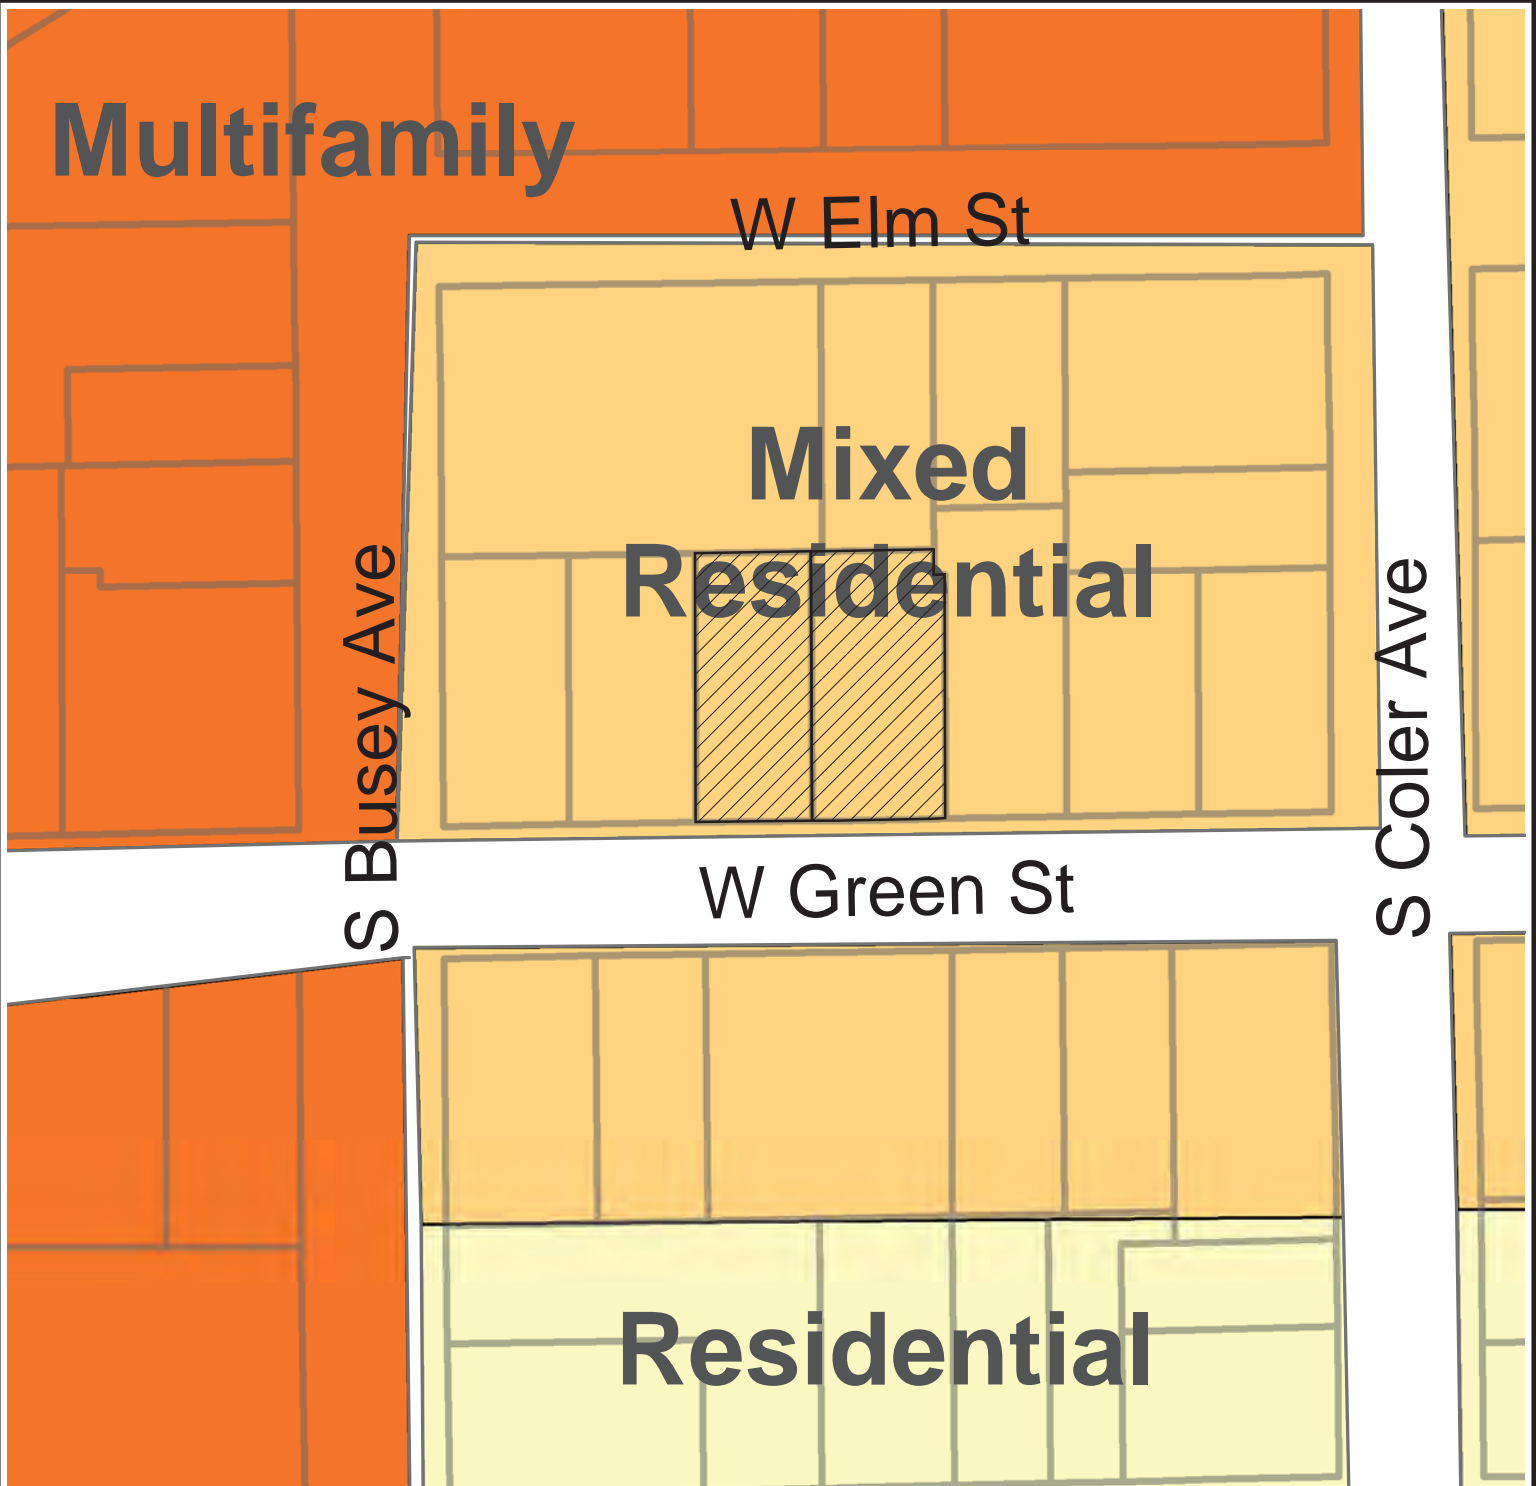 Multifamily
W Elm St
Mixed
Residential
S Busey Ave
S Coler Ave
W Green St
Residential